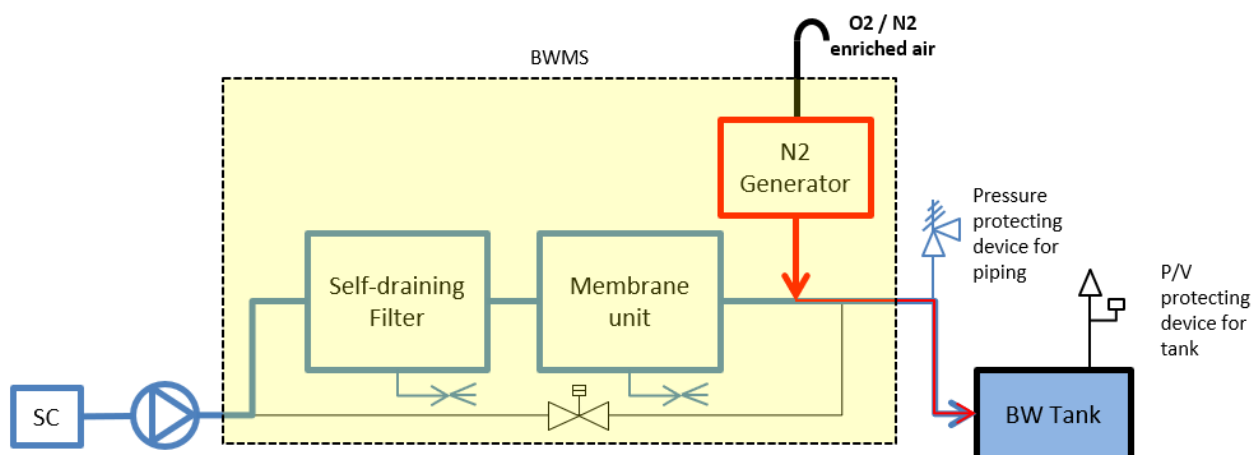 O2 / N2
enriched air
BWMS
N2
Generator
Pressure
protecting
device for
piping
P/V
protecting
device for
tank
Self-draining
Filter
Membrane
unit
SC
BW Tank